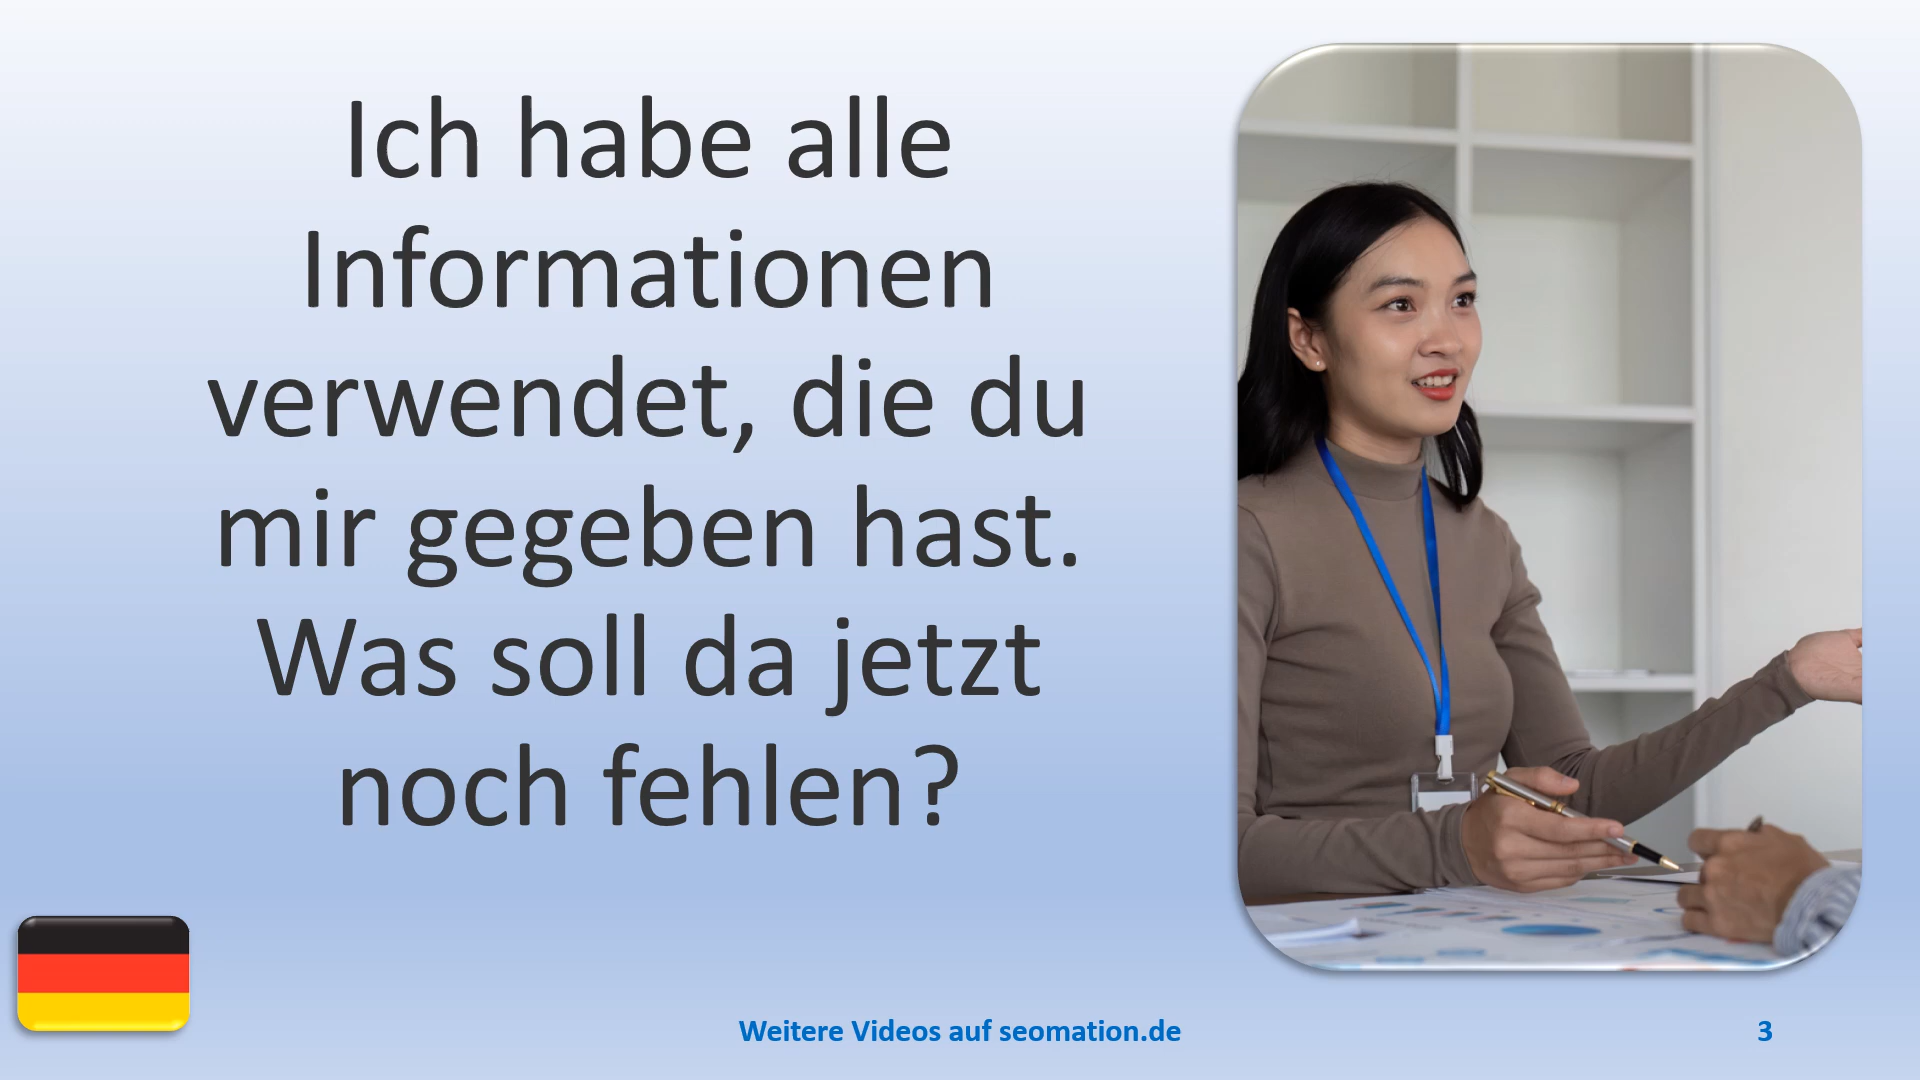 Ich habe alle
Informationen
verwendet, die du
mir gegeben hast.
Was soll da jetzt
noch fehlen?
Weitere Videos auf seomation.de
3